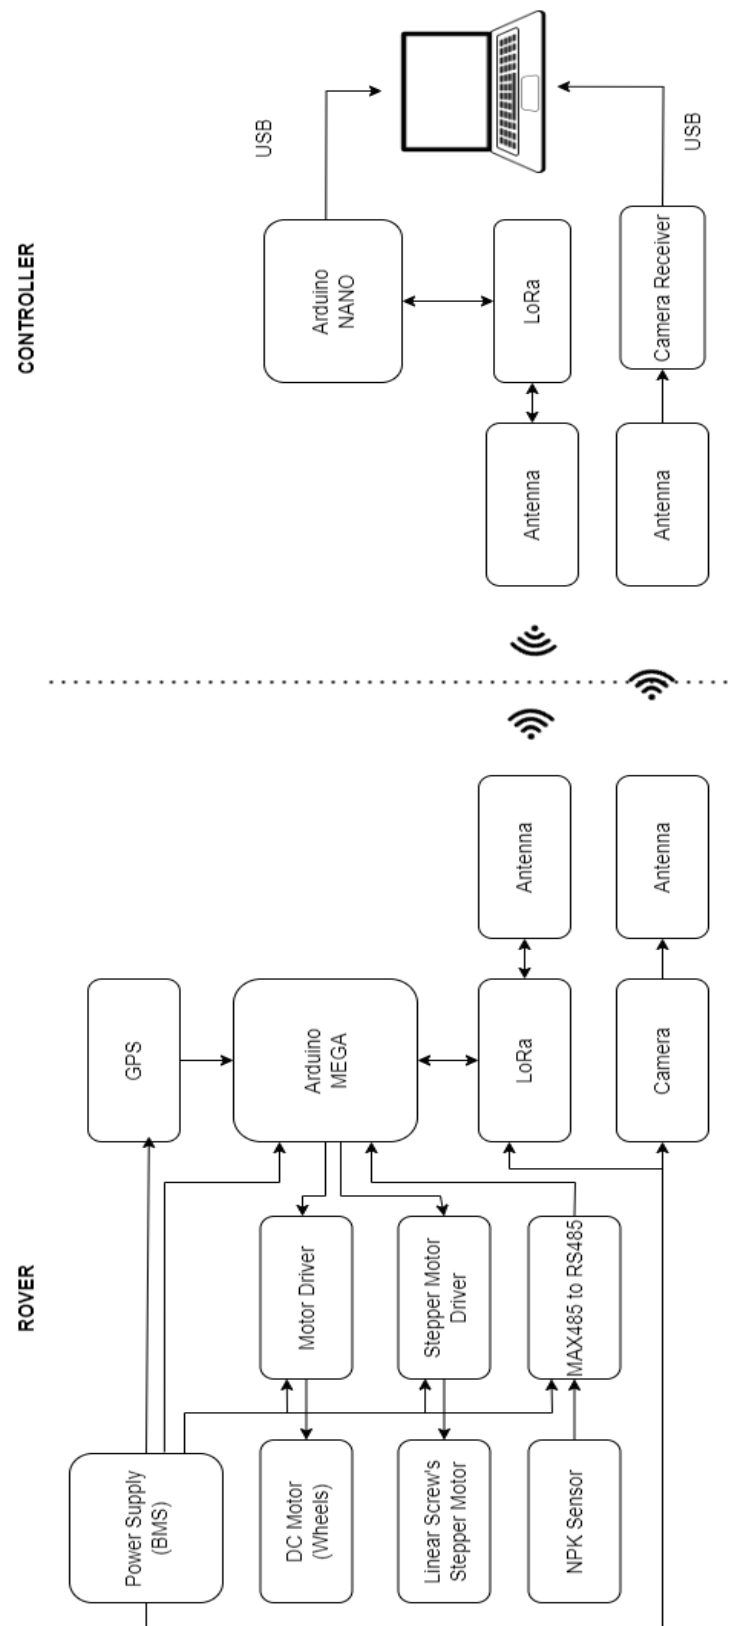 ROVER
CONTROLLER
Power Supply
(BMS)
GPS
DC Motor
(Wheels)
Motor Driver
Arduino
MEGA
Arduino
NANO
USB
Linear Screw's
Stepper Motor
Stepper Motor
Driver
NPK Sensor
MAX485 to RS485
LoRa
Antenna
Antenna
LoRa
Camera
Antenna
Antenna
Camera Receiver
USB